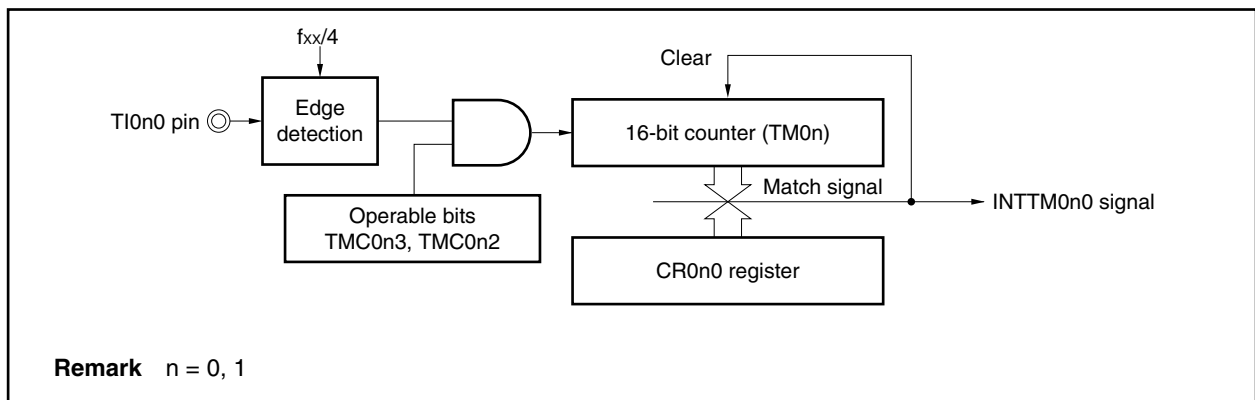 fxx/4
Clear
TI0n0 pin
Edge
detection
16-bit counter (TM0n)
Match signal
INTTM0n0 signal
Operable bits
TMC0n3, TMC0n2
CR0n0 register
Remark n = 0, 1